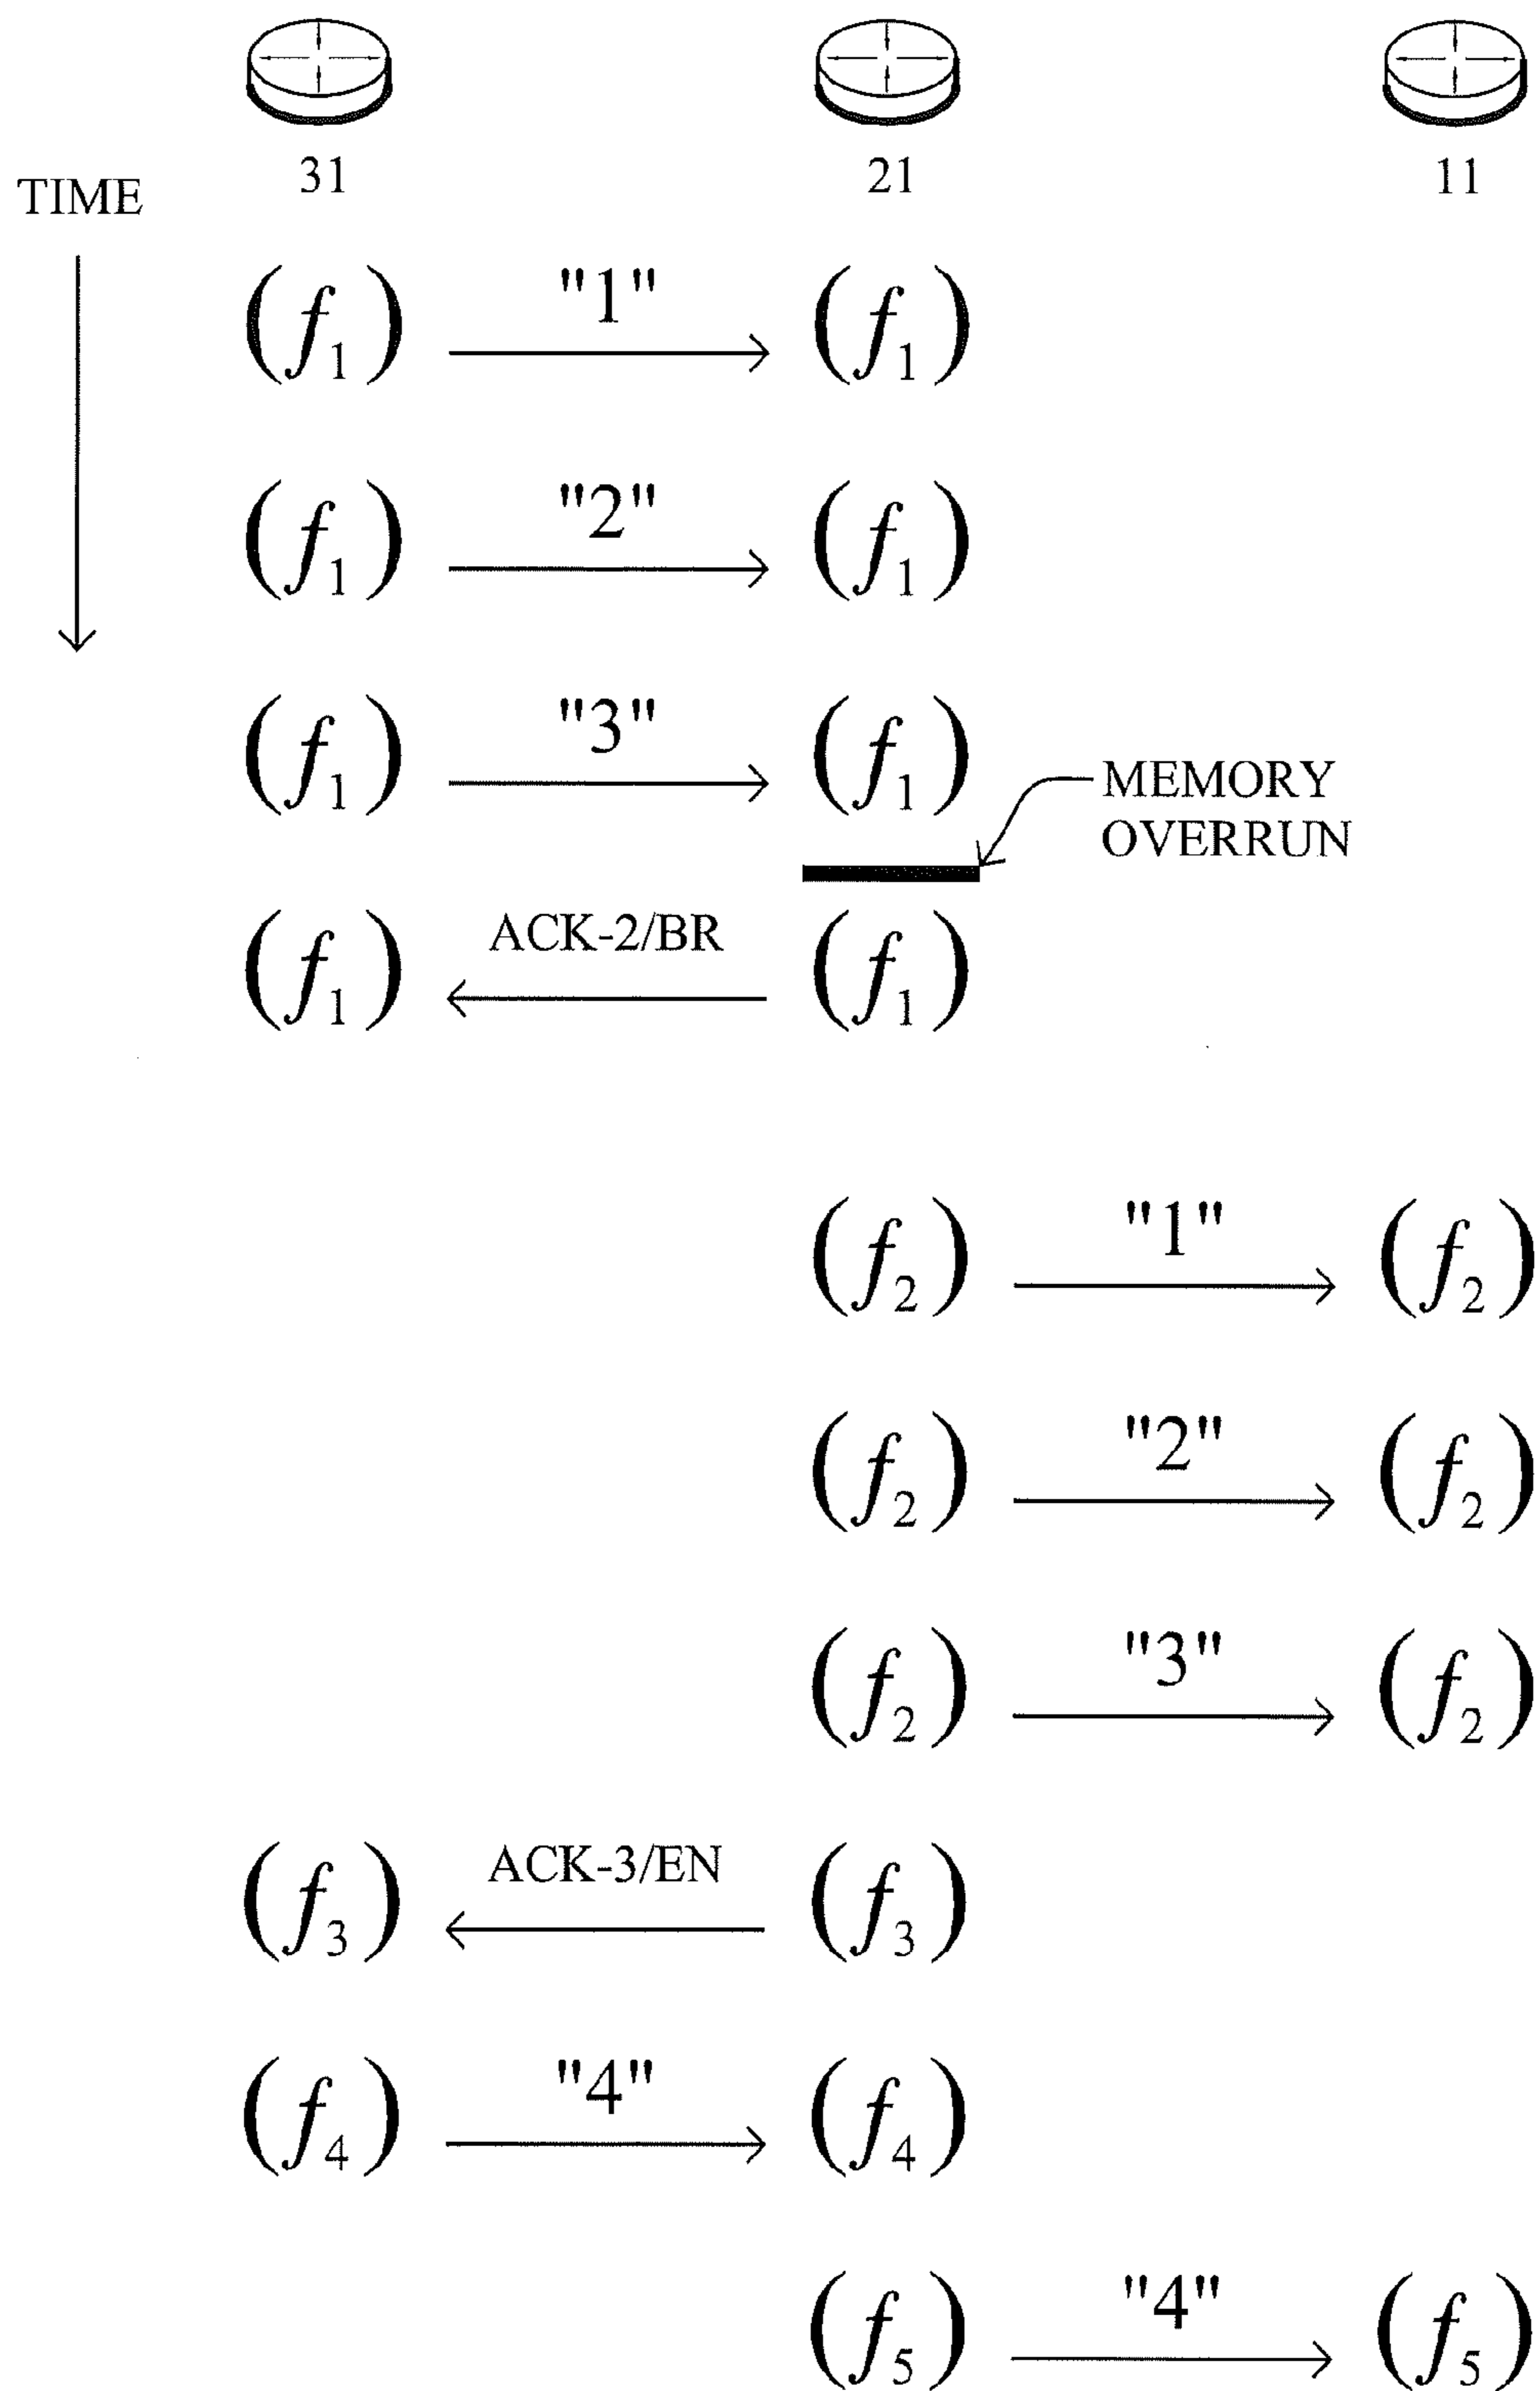 31 21 11
TIME
(f₁) "1" (f₁)
(f₁) "2" (f₁)
(f₁) "3" (f₁)
MEMORY
OVERRUN
(f₁) ACK-2/BR (f₁)
(f₂) "1" (f₂)
(f₂) "2" (f₂)
(f₂) "3" (f₂)
(f₃) ACK-3/EN (f₃)
(f₄) "4" (f₄)
(f₅) "4" (f₅)